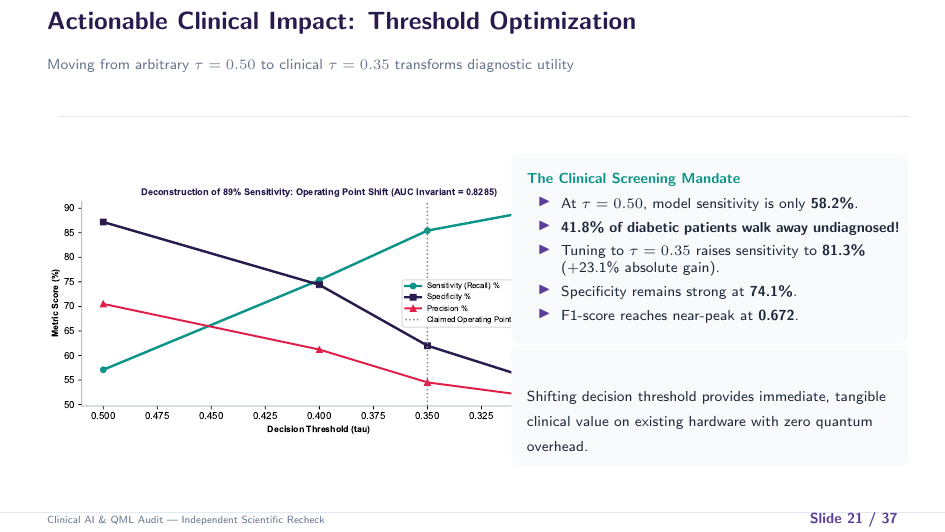 Actionable Clinical Impact: Threshold Optimization
Moving from arbitrary τ = 0.50 to clinical τ = 0.35 transforms diagnostic utility
Deconstruction of 89% Sensitivity: Operating Point Shift (AUC Invariant = 0.8285)
Metric Score (%)
90
85
80
75
70
65
60
55
50
Sensitivity (Recall) %
Specificity %
Precision %
Claimed Operating Point
0.500 0.475 0.450 0.425 0.400 0.375 0.350 0.325
Decision Threshold (tau)
The Clinical Screening Mandate
▶ At τ = 0.50, model sensitivity is only 58.2%.
▶ 41.8% of diabetic patients walk away undiagnosed!
▶ Tuning to τ = 0.35 raises sensitivity to 81.3%
(+23.1% absolute gain).
▶ Specificity remains strong at 74.1%.
▶ F1-score reaches near-peak at 0.672.
Shifting decision threshold provides immediate, tangible
clinical value on existing hardware with zero quantum
overhead.
Clinical AI & QML Audit — Independent Scientific Recheck
Slide 21 / 37